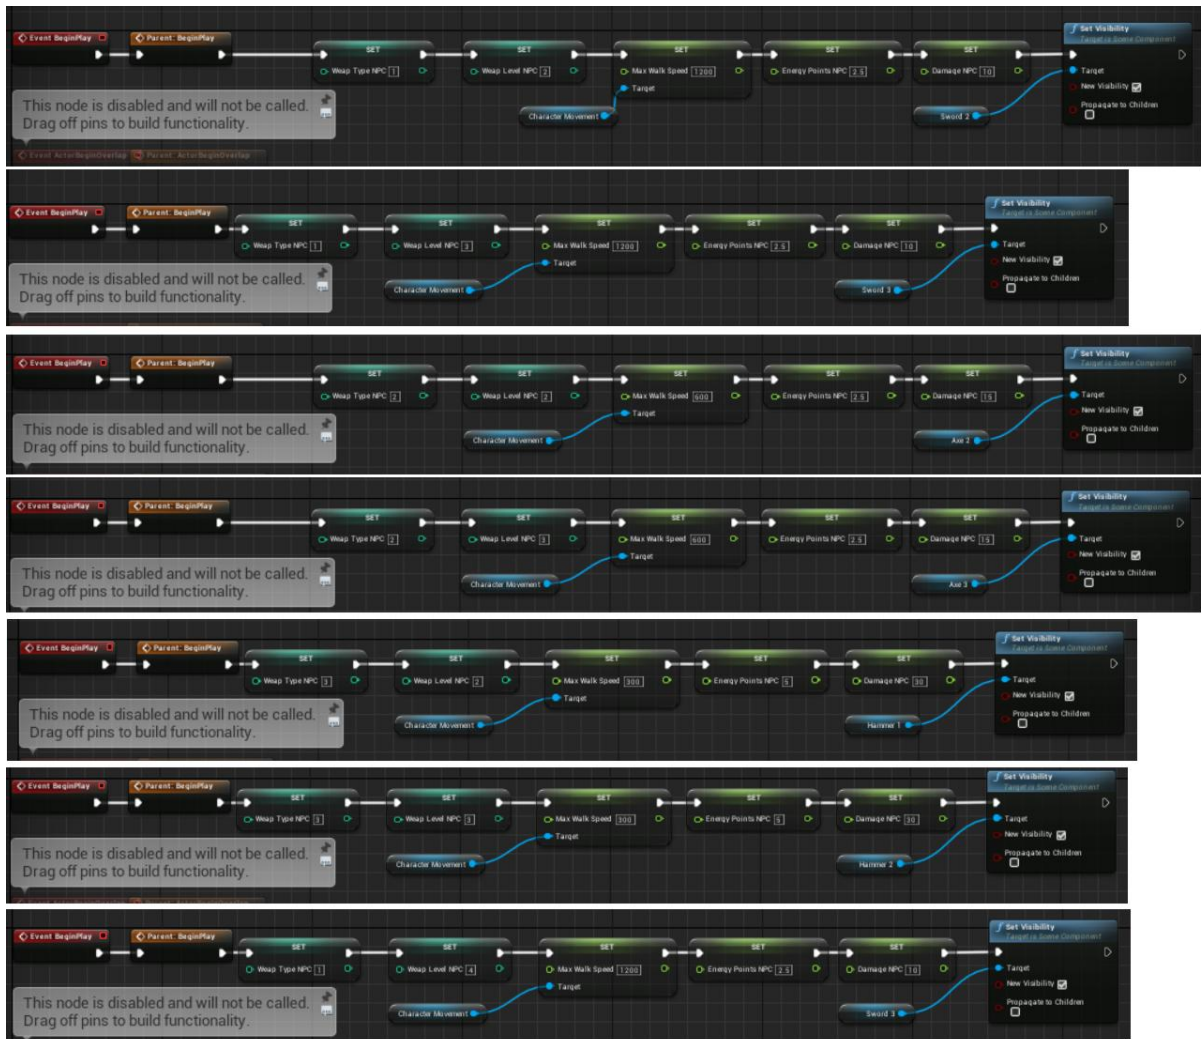 Event BeginPlay
Parent: BeginPlay
SET
Weap Type NPC 1
SET
Weap Level NPC 2
SET
Max Walk Speed 1200
Target
Character Movement
SET
Energy Points NPC 2.5
SET
Damage NPC 10
Sword 2
Set Visibility
Target is Scene Component
Target
New Visibility
Propagate to Children
This node is disabled and will not be called.
Drag off pins to build functionality.
Event ActorBeginOverlap
Parent: ActorBeginOverlap
Event BeginPlay
Parent: BeginPlay
SET
Weap Type NPC 1
SET
Weap Level NPC 3
SET
Max Walk Speed 1200
Target
Character Movement
SET
Energy Points NPC 2.5
SET
Damage NPC 10
Sword 3
Set Visibility
Target is Scene Component
Target
New Visibility
Propagate to Children
This node is disabled and will not be called.
Drag off pins to build functionality.
Event BeginPlay
Parent: BeginPlay
SET
Weap Type NPC 2
SET
Weap Level NPC 2
SET
Max Walk Speed 600
Target
Character Movement
SET
Energy Points NPC 2.5
SET
Damage NPC 15
Axe 2
Set Visibility
Target is Scene Component
Target
New Visibility
Propagate to Children
This node is disabled and will not be called.
Drag off pins to build functionality.
Event BeginPlay
Parent: BeginPlay
SET
Weap Type NPC 2
SET
Weap Level NPC 3
SET
Max Walk Speed 600
Target
Character Movement
SET
Energy Points NPC 2.5
SET
Damage NPC 15
Axe 3
Set Visibility
Target is Scene Component
Target
New Visibility
Propagate to Children
This node is disabled and will not be called.
Drag off pins to build functionality.
Event BeginPlay
Parent: BeginPlay
SET
Weap Type NPC 3
SET
Weap Level NPC 2
SET
Max Walk Speed 300
Target
Character Movement
SET
Energy Points NPC 5
SET
Damage NPC 30
Hammer 1
Set Visibility
Target is Scene Component
Target
New Visibility
Propagate to Children
This node is disabled and will not be called.
Drag off pins to build functionality.
Event BeginPlay
Parent: BeginPlay
SET
Weap Type NPC 3
SET
Weap Level NPC 3
SET
Max Walk Speed 300
Target
Character Movement
SET
Energy Points NPC 5
SET
Damage NPC 30
Hammer 2
Set Visibility
Target is Scene Component
Target
New Visibility
Propagate to Children
This node is disabled and will not be called.
Drag off pins to build functionality.
Event BeginPlay
Parent: BeginPlay
SET
Weap Type NPC 1
SET
Weap Level NPC 4
SET
Max Walk Speed 1200
Target
Character Movement
SET
Energy Points NPC 2.5
SET
Damage NPC 10
Sword 3
Set Visibility
Target is Scene Component
Target
New Visibility
Propagate to Children
This node is disabled and will not be called.
Drag off pins to build functionality.